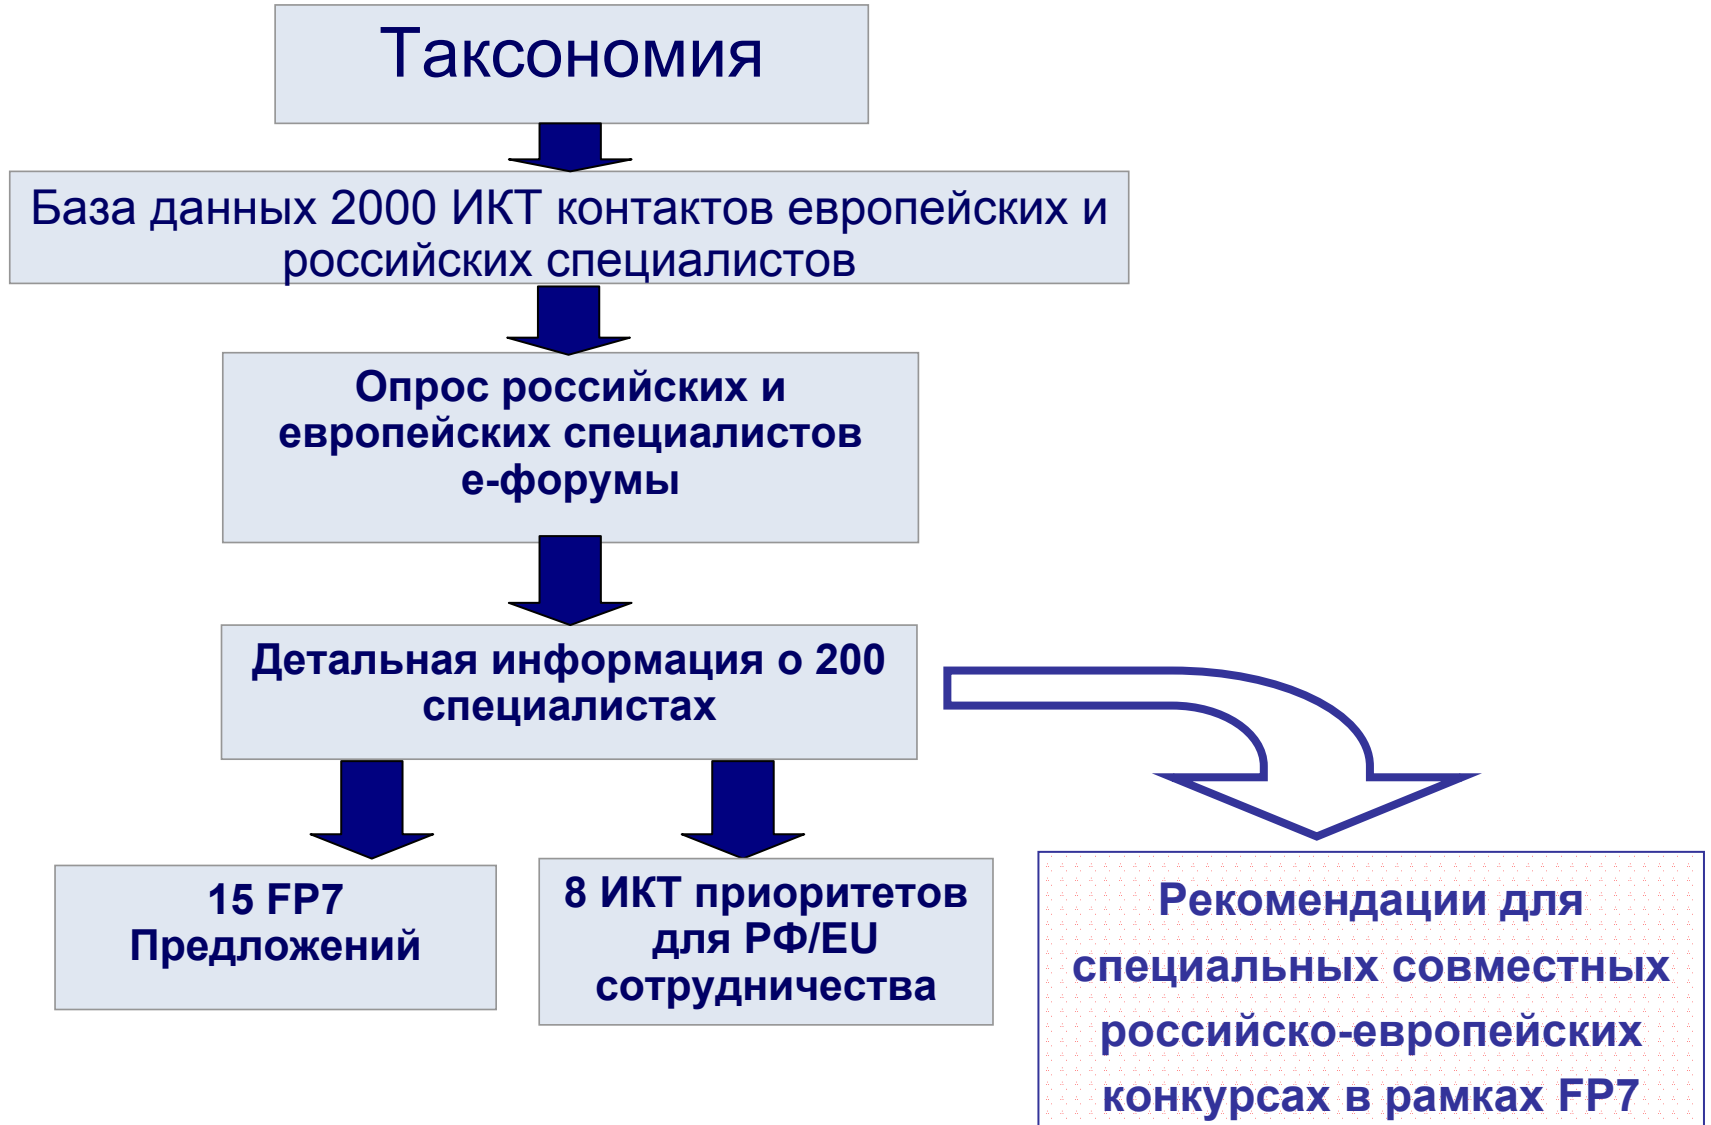 Таксономия
База данных 2000 ИКТ контактов европейских и
российских специалистов
Опрос российских и
европейских специалистов
е-форумы
Детальная информация о 200
специалистах
15 FP7
Предложений
8 ИКТ приоритетов
для РФ/EU
сотрудничества
Рекомендации для
специальных совместных
российско-европейских
конкурсах в рамках FP7